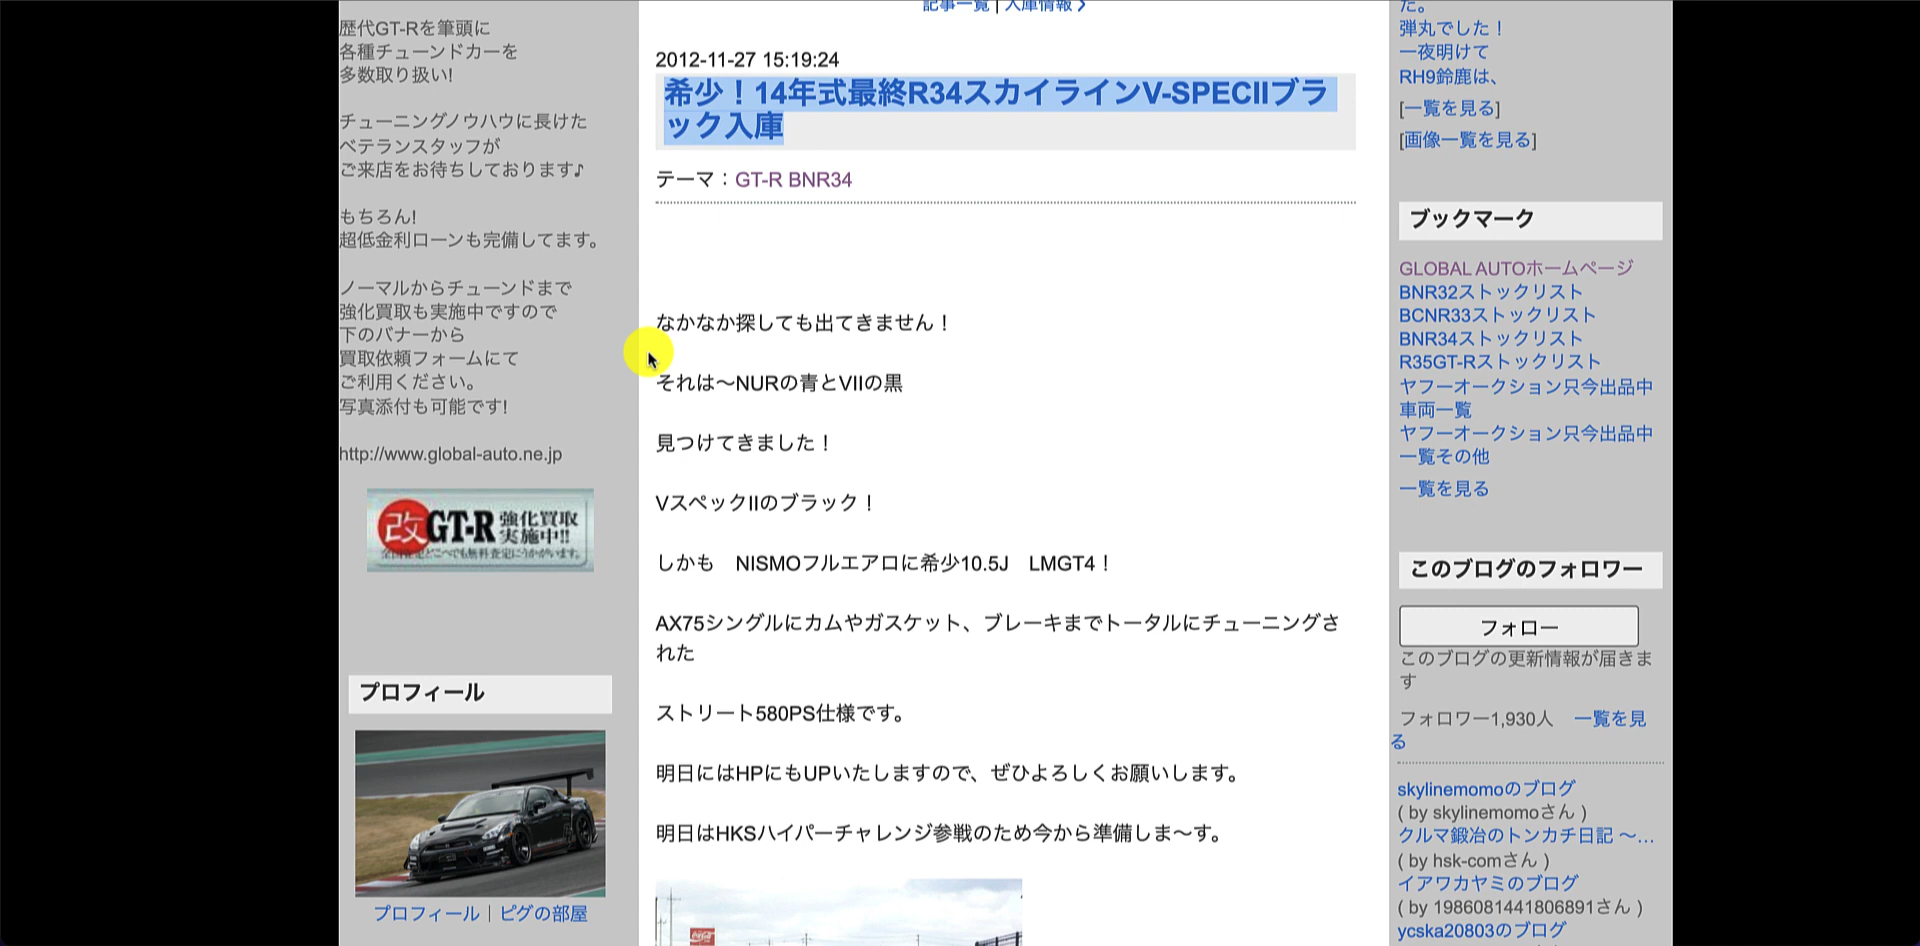 歴代GT-Rを筆頭に
各種チューンドカーを
多数取り扱い!
チューニングノウハウに長けた
ベテランスタッフが
ご来店をお待ちしております♪
もちろん!
超低金利ローンも完備してます。
ノーマルからチューンドまで
強化買取も実施中ですので
下のバナーから
買取依頼フォームにて
ご利用ください。
写真添付も可能です!
http://www.global-auto.ne.jp
改GT-R 強化買取
実施中!!
全国どこへでも無料査定にうかがいます。
プロフィール
プロフィール｜ピグの部屋
記事一覧 | 入庫情報 >
2012-11-27 15:19:24
希少！14年式最終R34スカイラインV-SPECIIブラ
ック入庫
テーマ：GT-R BNR34
なかなか探しても出てきません！
それは～NURの青とVIIの黒
見つけてきました！
VスペックIIのブラック！
しかも　NISMOフルエアロに希少10.5J　LMGT4！
AX75シングルにカムやガスケット、ブレーキまでトータルにチューニングさ
れた
ストリート580PS仕様です。
明日にはHPにもUPいたしますので、ぜひよろしくお願いします。
明日はHKSハイパーチャレンジ参戦のため今から準備しま～す。
Coca-Cola
た。
弾丸でした！
一夜明けて
RH9鈴鹿は、
[一覧を見る]
[画像一覧を見る]
ブックマーク
GLOBAL AUTOホームページ
BNR32ストックリスト
BCNR33ストックリスト
BNR34ストックリスト
R35GT-Rストックリスト
ヤフーオークション只今出品中
車両一覧
ヤフーオークション只今出品中
一覧その他
一覧を見る
このブログのフォロワー
フォロー
このブログの更新情報が届きま
す
フォロワー1,930人　一覧を見
る
skylinemomoのブログ
( by skylinemomoさん )
クルマ鍛冶のトンカチ日記 ～…
( by hsk-comさん )
イアワカヤミのブログ
( by 1986081441806891さん )
ycska20803のブログ